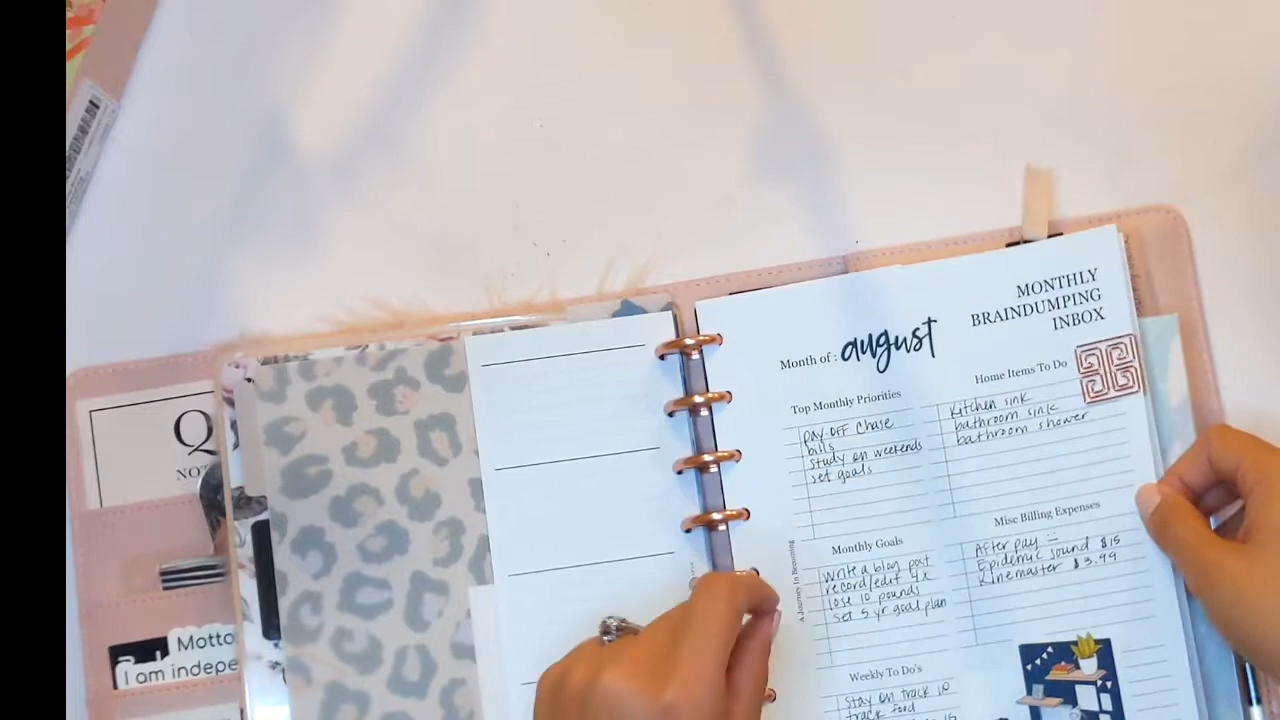 Q
NOT
Motto
I am indepe
MONTHLY
BRAINDUMPING
INBOX
Month of : august
Top Monthly Priorities
pay off chase
bills
study on weekends
set goals
Home Items To Do
kitchen sink
bathroom sink
bathroom shower
Monthly Goals
write a blog post
record/edit 4x
lose 10 pounds
set 5 yr goal plan
Misc Billing Expenses
After pay -
Epidemic sound $15
Kinemaster $3.99
A Journey In Becoming
Weekly To Do's
stay on track
track food